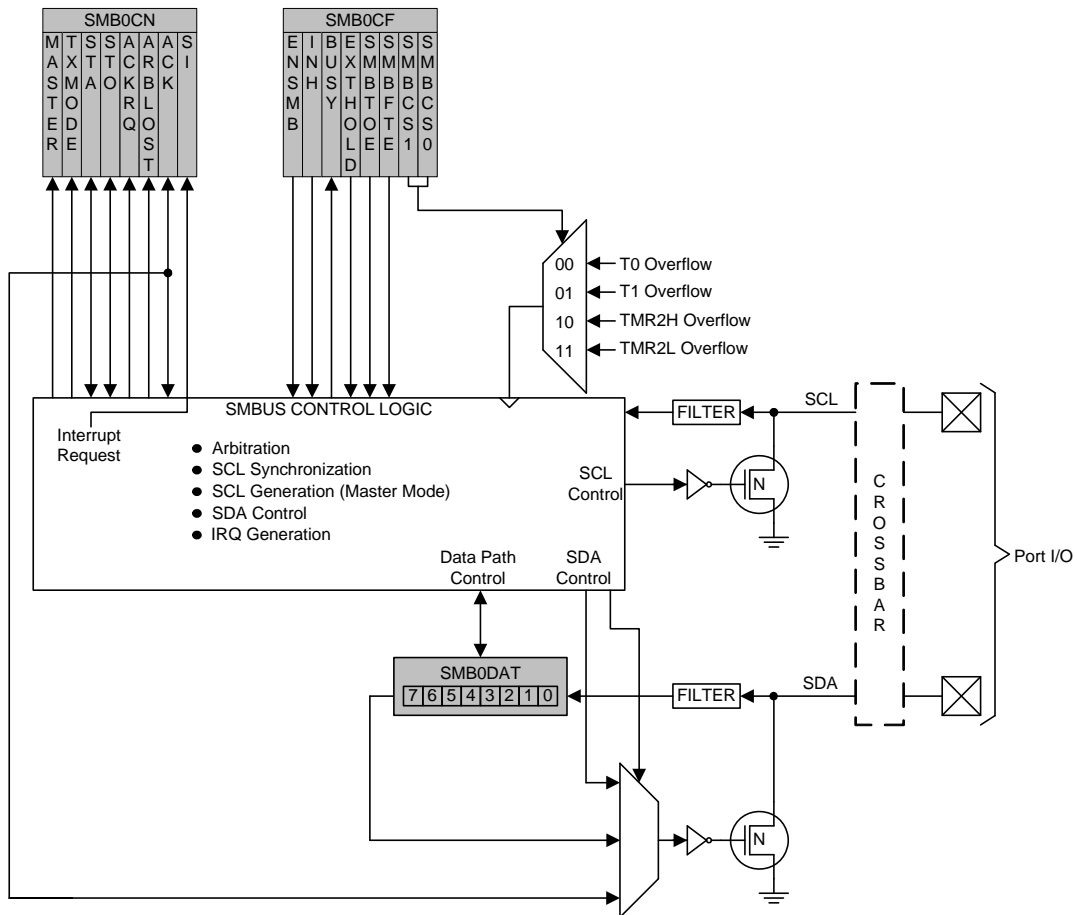 SMB0CN
MASTER
TXMODE
STA
STO
ACKRQ
ARBLOST
ACK
SI
SMB0CF
ENSMB
INH
BUSY
EXTHOLD
SMBTOE
SMBFTE
SMBCS1
SMBCS0
00
T0 Overflow
01
T1 Overflow
10
TMR2H Overflow
11
TMR2L Overflow
SMBUS CONTROL LOGIC
Interrupt
Request
● Arbitration
● SCL Synchronization
● SCL Generation (Master Mode)
● SDA Control
● IRQ Generation
SCL
Control
Data Path
Control
SDA
Control
FILTER
SCL
N
CROSSBAR
Port I/O
SMB0DAT
7 6 5 4 3 2 1 0
FILTER
SDA
N